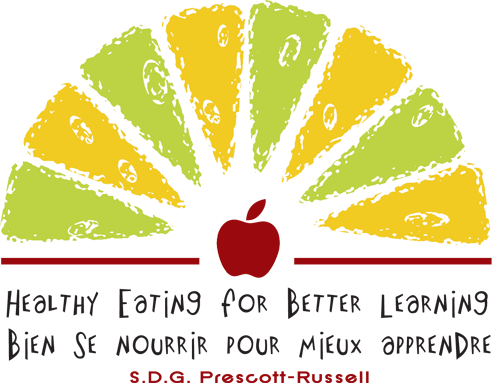 Healthy Eating for Better Learning
Bien Se nourrir pour mieux apprendre
S.D.G. Prescott-Russell